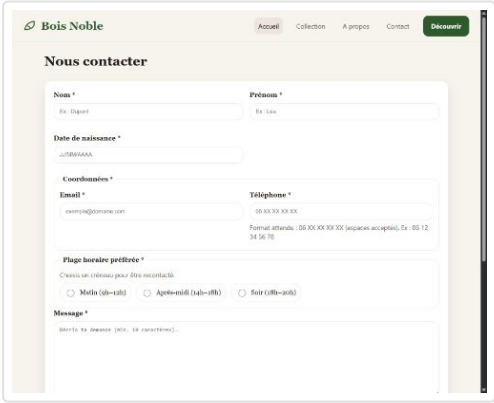 Bois Noble
Accueil Collection A propos Contact Découvrir
Nous contacter
Nom * Prénom *
Ex : Dupont Ex : Lou
Date de naissance *
JJ/MM/AAAA
Coordonnées *
Email * Téléphone *
exemple@domaine.com 06 XX XX XX XX
Format attendu : 06 XX XX XX XX (espaces acceptés). Ex : 06 12
34 56 78
Plage horaire préférée *
Choisis un créneau pour être recontacté.
Matin (9h–12h) Après-midi (14h–18h) Soir (18h–20h)
Message *
Décris ta demande (min. 10 caractères).